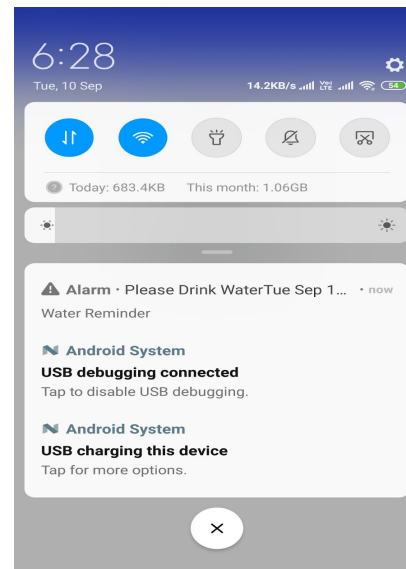 6:28
Tue, 10 Sep
14.2KB/s VoLTE 54
Today: 683.4KB This month: 1.06GB
Alarm · Please Drink WaterTue Sep 1... • now
Water Reminder
Android System
USB debugging connected
Tap to disable USB debugging.
Android System
USB charging this device
Tap for more options.